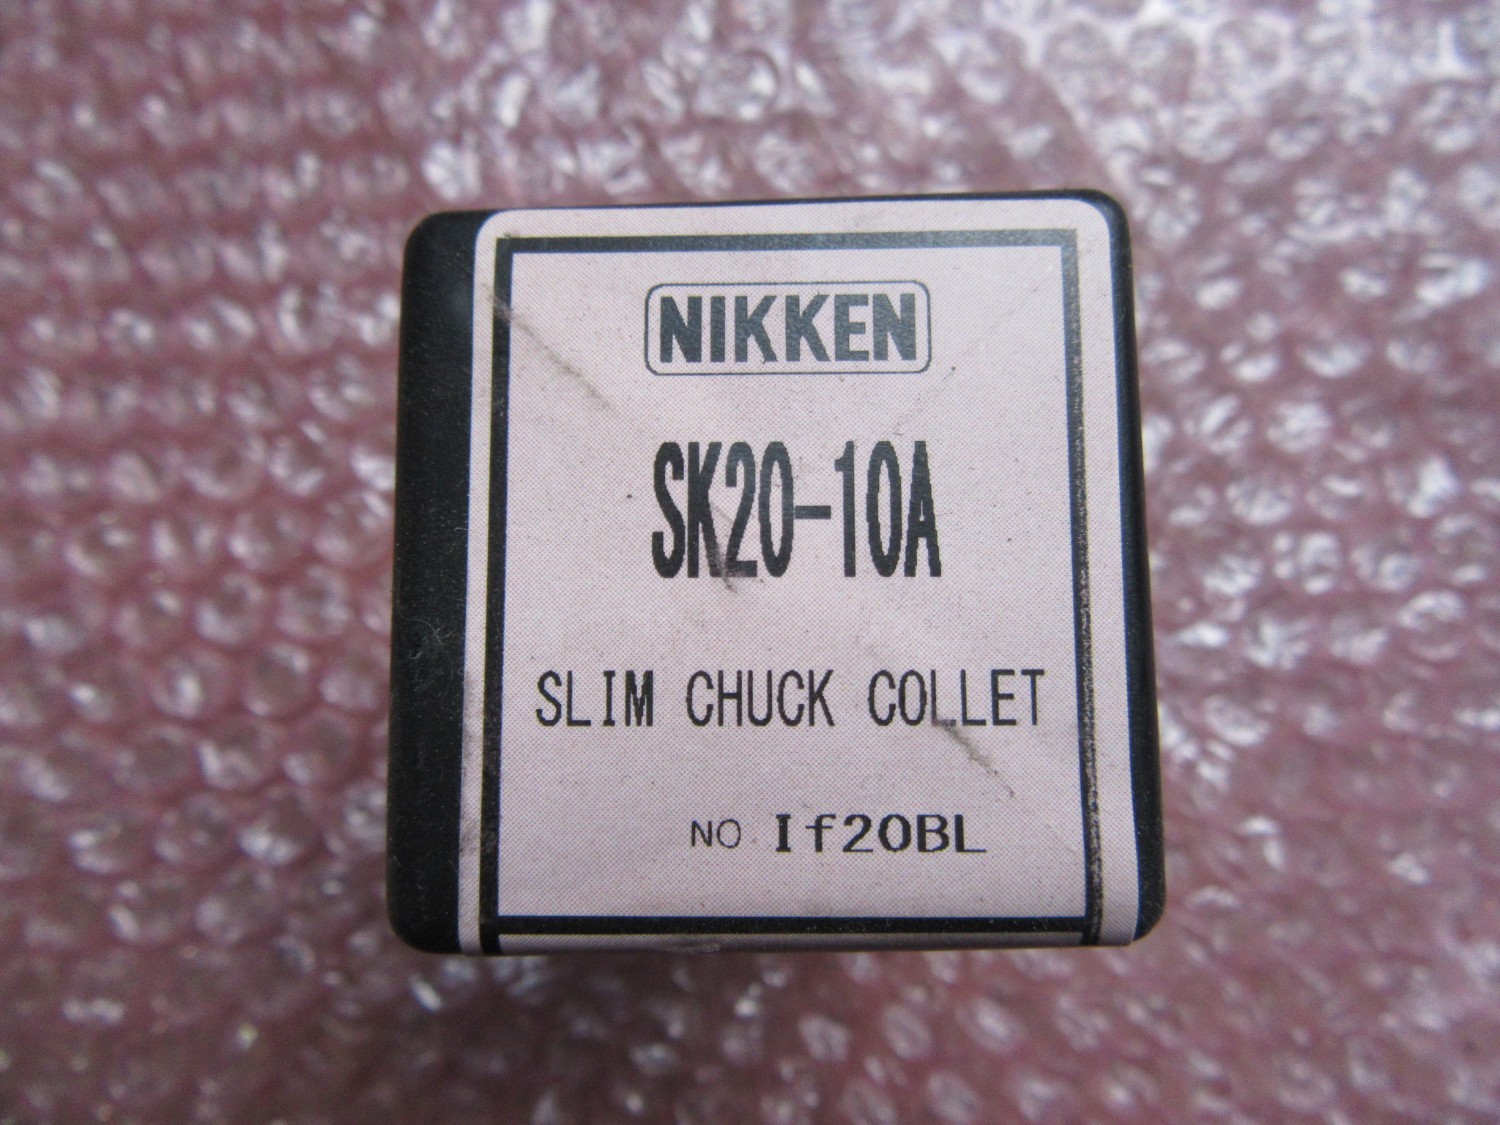 NIKKEN
SK20-10A
SLIM CHUCK COLLET
NO. If20BL